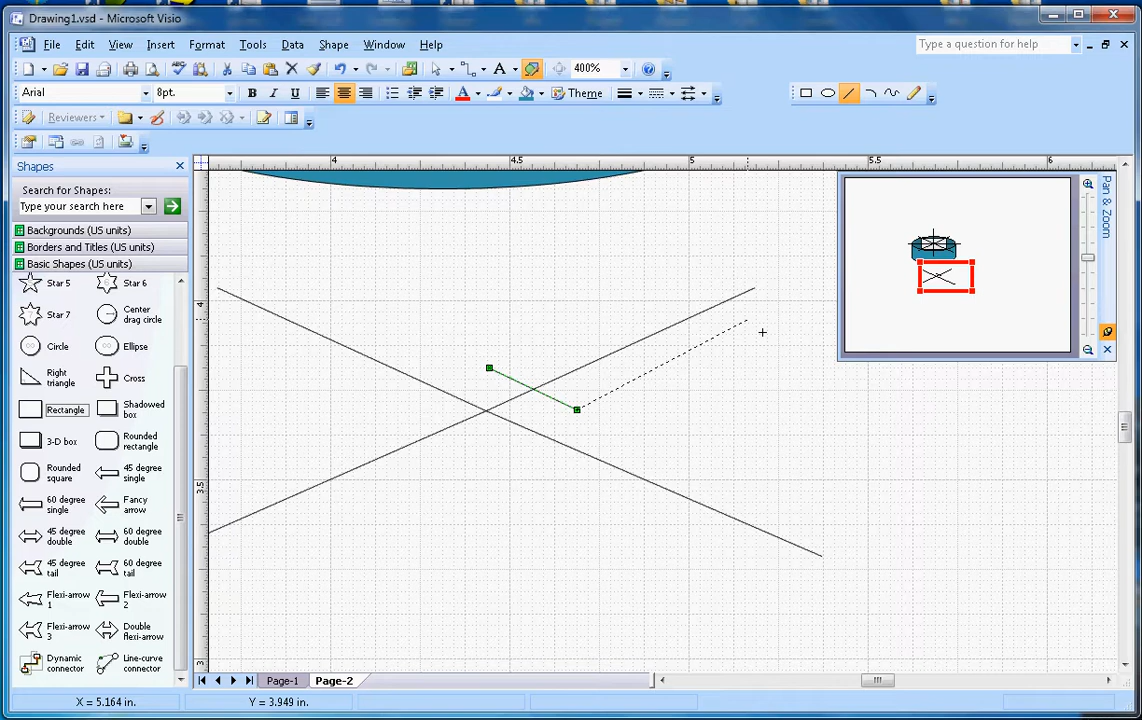 Drawing1.vsd - Microsoft Visio
File Edit View Insert Format Tools Data Shape Window Help
Type a question for help
A 400%
Arial 8pt. B I U A Theme
Reviewers
Shapes
Search for Shapes:
Type your search here
Backgrounds (US units)
Borders and Titles (US units)
Basic Shapes (US units)
Star 5 Star 6
Star 7 Center drag circle
Circle Ellipse
Right triangle Cross
Rectangle Shadowed box
3-D box Rounded rectangle
Rounded square 45 degree single
60 degree single Fancy arrow
45 degree double 60 degree double
45 degree tail 60 degree tail
Flexi-arrow 1 Flexi-arrow 2
Flexi-arrow 3 Double flexi-arrow
Dynamic connector Line-curve connector
4 4.5 5 5.5 6
4
3.5
3
Pan & Zoom
Page-1 Page-2
X = 5.164 in. Y = 3.949 in.